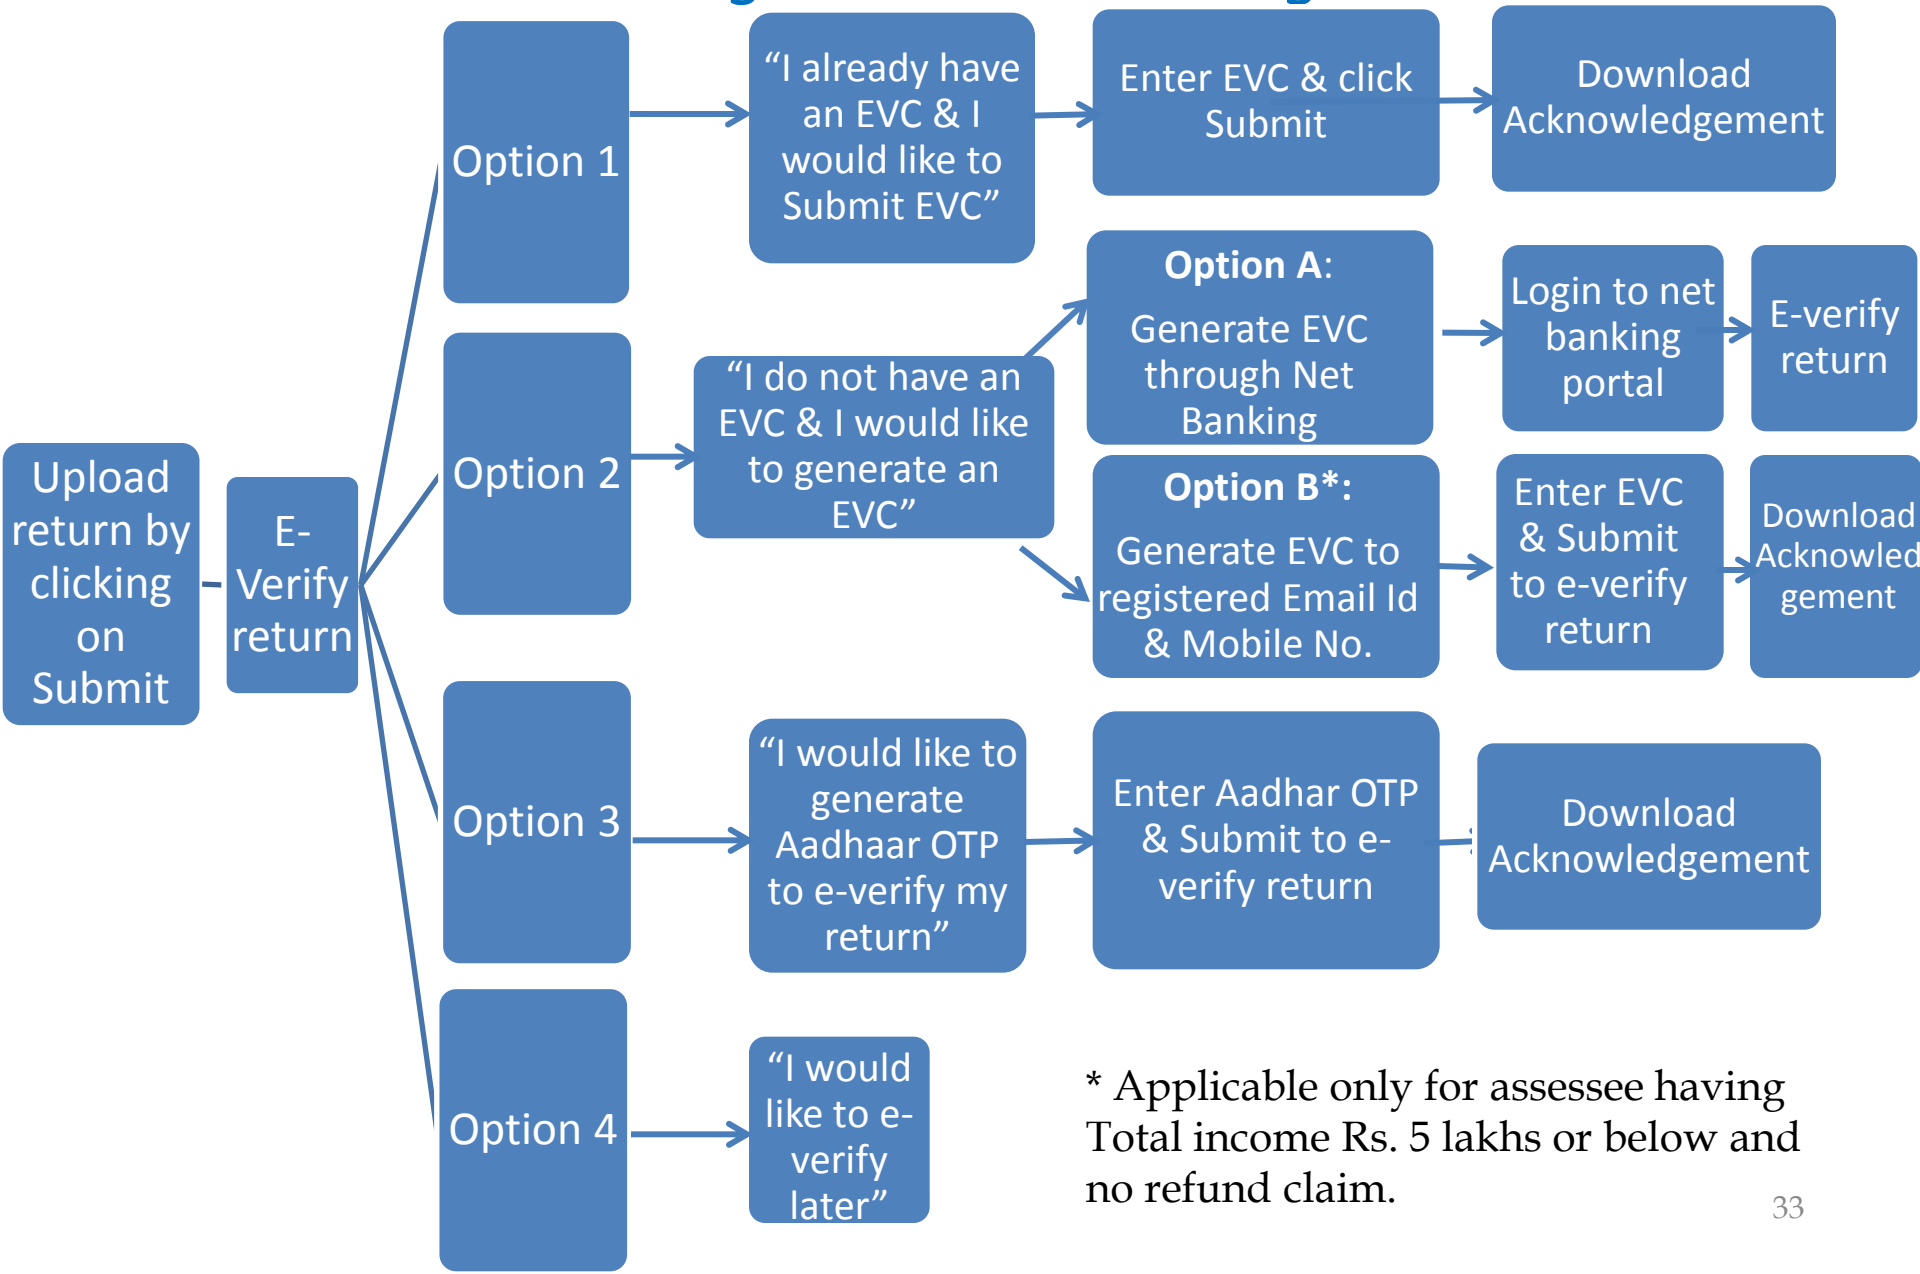 Upload
return by
clicking
on
Submit
E-
Verify
return
Option 1
“I already have
an EVC & I
would like to
Submit EVC”
Enter EVC & click
Submit
Download
Acknowledgement
Option 2
“I do not have an
EVC & I would like
to generate an
EVC”
Option A:
Generate EVC
through Net
Banking
Login to net
banking
portal
E-verify
return
Option B*:
Generate EVC to
registered Email Id
& Mobile No.
Enter EVC
& Submit
to e-verify
return
Download
Acknowled
gement
Option 3
“I would like to
generate
Aadhaar OTP
to e-verify my
return”
Enter Aadhar OTP
& Submit to e-
verify return
Download
Acknowledgement
Option 4
“I would
like to e-
verify
later”
* Applicable only for assessee having
Total income Rs. 5 lakhs or below and
no refund claim.
33